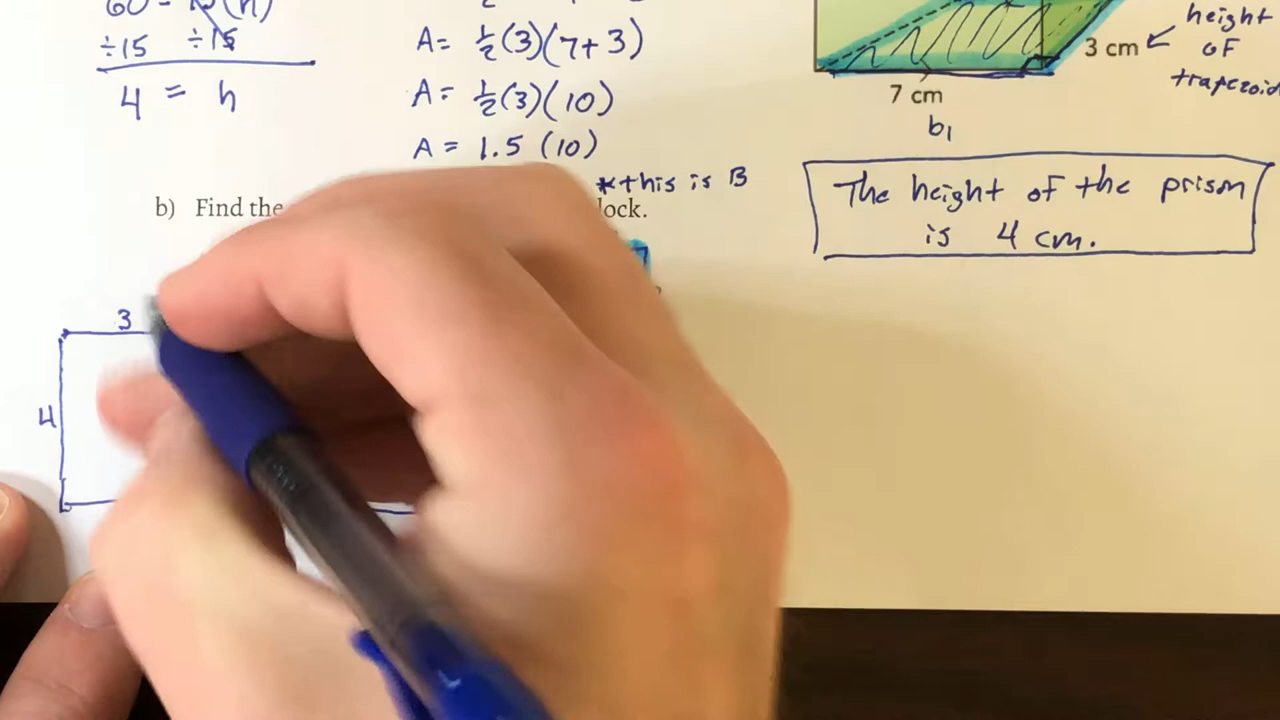 60 = 15(h)
÷15 ÷15
4 = h
A= ½(3)(7+3)
A= ½(3)(10)
A = 1.5 (10)
*this is B
b) Find the
lock.
3
4
height
OF
trapezoid
3 cm
7 cm
b₁
The height of the prism
is 4 cm.